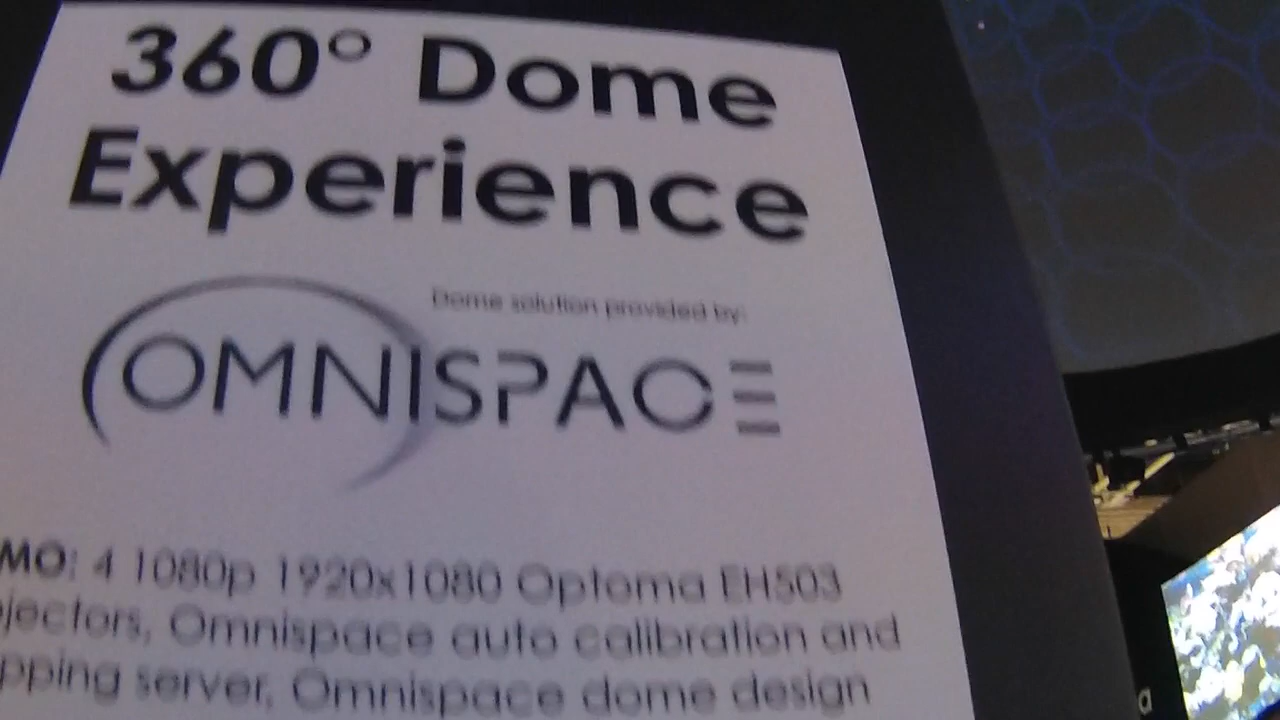 360° Dome
Experience
Dome solution provided by:
OMNISPACE
MO: 4 1080p 1920x1080 Optoma EH503
jectors, Omnispace auto calibration and
pping server, Omnispace dome design
a